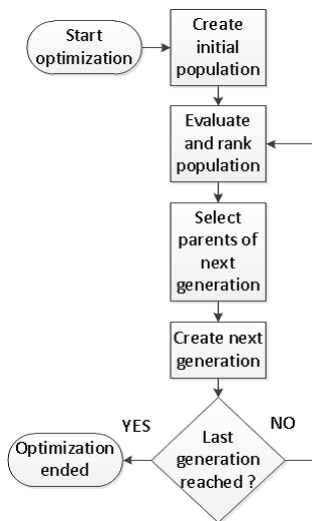 Start
optimization
Create
initial
population
Evaluate
and rank
population
Select
parents of
next
generation
Create next
generation
YES
NO
Last
generation
reached ?
Optimization
ended